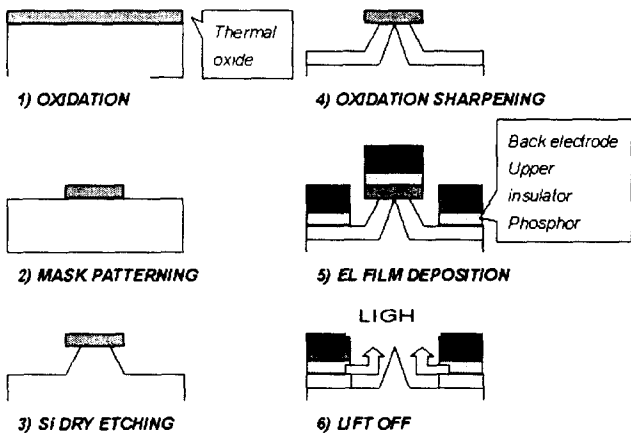 Thermal
oxide
1) OXIDATION
2) MASK PATTERNING
3) Si DRY ETCHING
4) OXIDATION SHARPENING
Back electrode
Upper
insulator
Phosphor
5) EL FILM DEPOSITION
LIGH
6) LIFT OFF